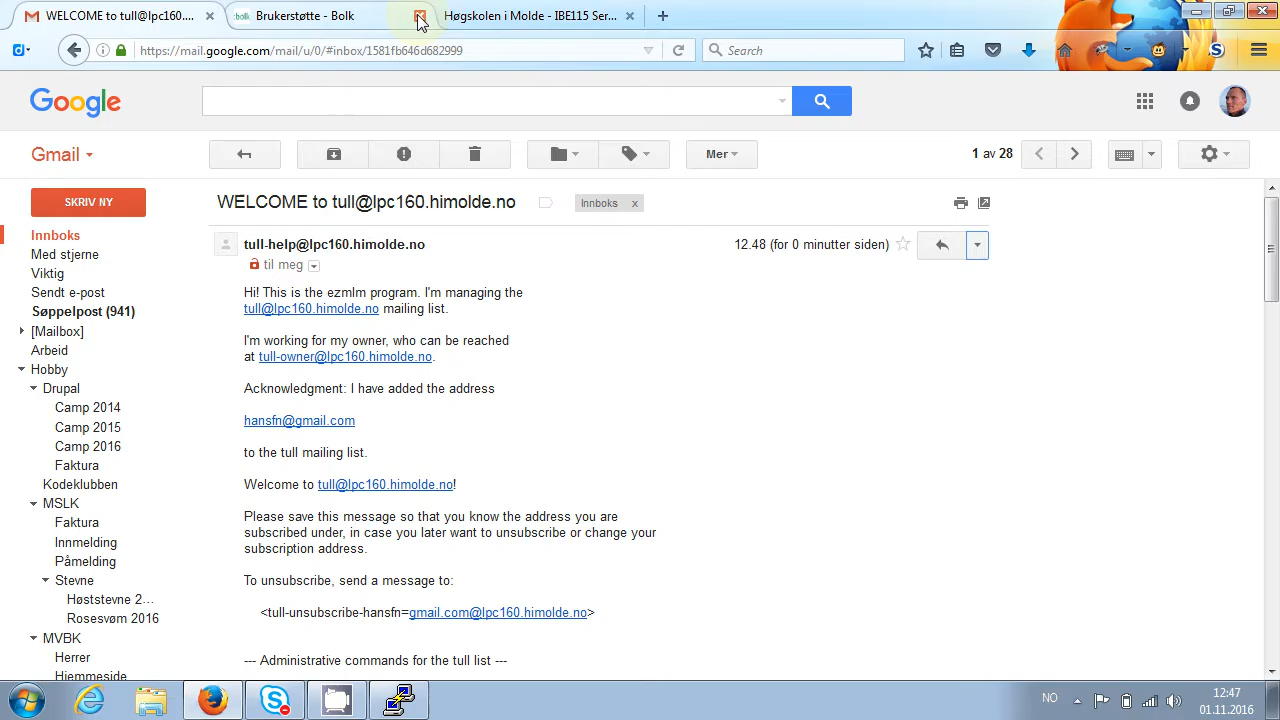 WELCOME to tull@lpc160....
:bolk Brukerstøtte - Bolk
Høgskolen i Molde - IBE115 Ser...
https://mail.google.com/mail/u/0/#inbox/1581fb646d682999
Search
Google
Gmail
Mer
1 av 28
SKRIV NY
WELCOME to tull@lpc160.himolde.no
Innboks x
Innboks
Med stjerne
Viktig
Sendt e-post
Søppelpost (941)
[Mailbox]
Arbeid
Hobby
Drupal
Camp 2014
Camp 2015
Camp 2016
Faktura
Kodeklubben
MSLK
Faktura
Innmelding
Påmelding
Stevne
Høststevne 2...
Rosesvøm 2016
MVBK
Herrer
Hjemmeside
tull-help@lpc160.himolde.no
12.48 (for 0 minutter siden)
til meg
Hi! This is the ezmlm program. I'm managing the
tull@lpc160.himolde.no mailing list.
I'm working for my owner, who can be reached
at tull-owner@lpc160.himolde.no.
Acknowledgment: I have added the address
hansfn@gmail.com
to the tull mailing list.
Welcome to tull@lpc160.himolde.no!
Please save this message so that you know the address you are
subscribed under, in case you later want to unsubscribe or change your
subscription address.
To unsubscribe, send a message to:
<tull-unsubscribe-hansfn=gmail.com@lpc160.himolde.no>
--- Administrative commands for the tull list ---
NO
12:47
01.11.2016